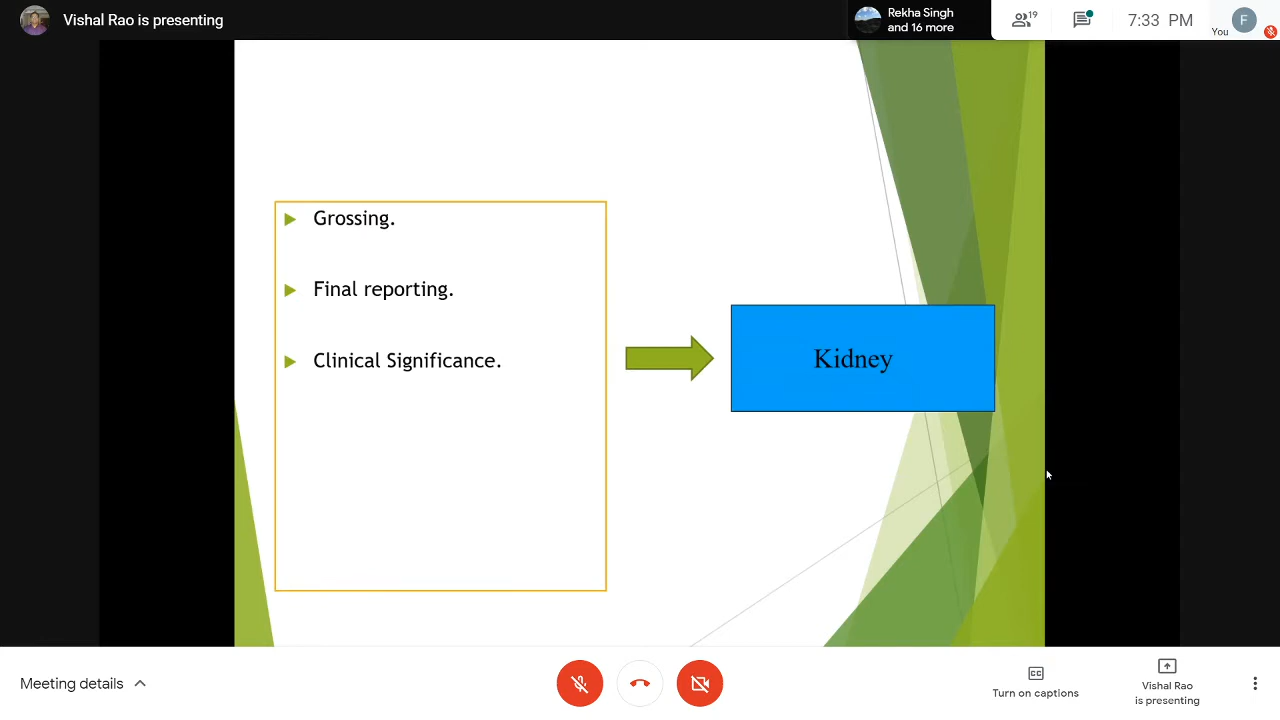 Vishal Rao is presenting
Rekha Singh
and 16 more
19
7:33 PM
You
F
Grossing.
Final reporting.
Clinical Significance.
Kidney
Meeting details
CC
Turn on captions
Vishal Rao
is presenting